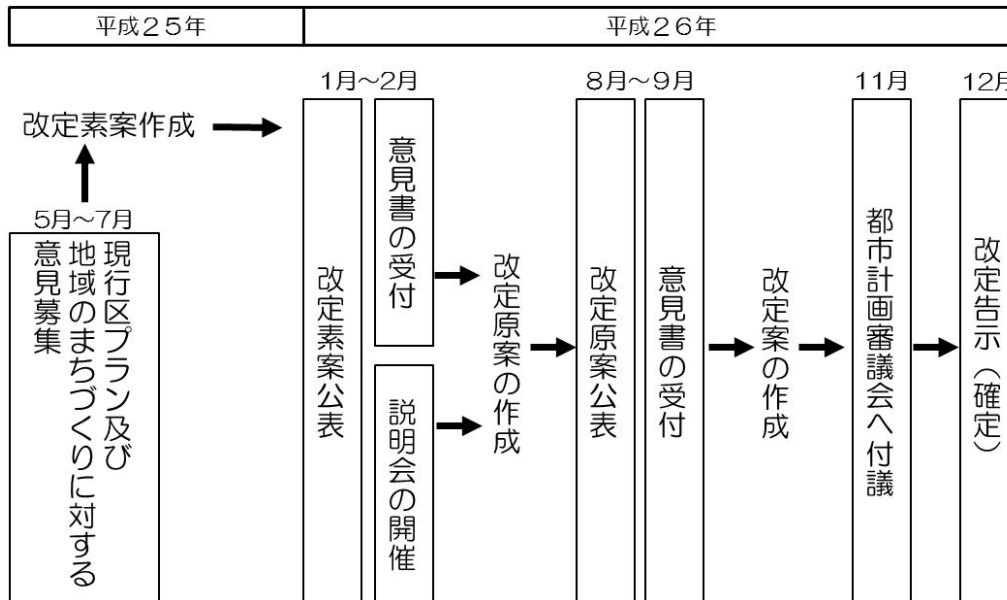 平成２５年
平成２６年
改定素案作成
5月～7月
現行区プラン及び
地域のまちづくりに対する
意見募集
1月～2月
改定素案公表
意見書の受付
説明会の開催
改定原案の作成
8月～9月
改定原案公表
意見書の受付
改定案の作成
11月
都市計画審議会へ付議
12月
改定告示（確定）